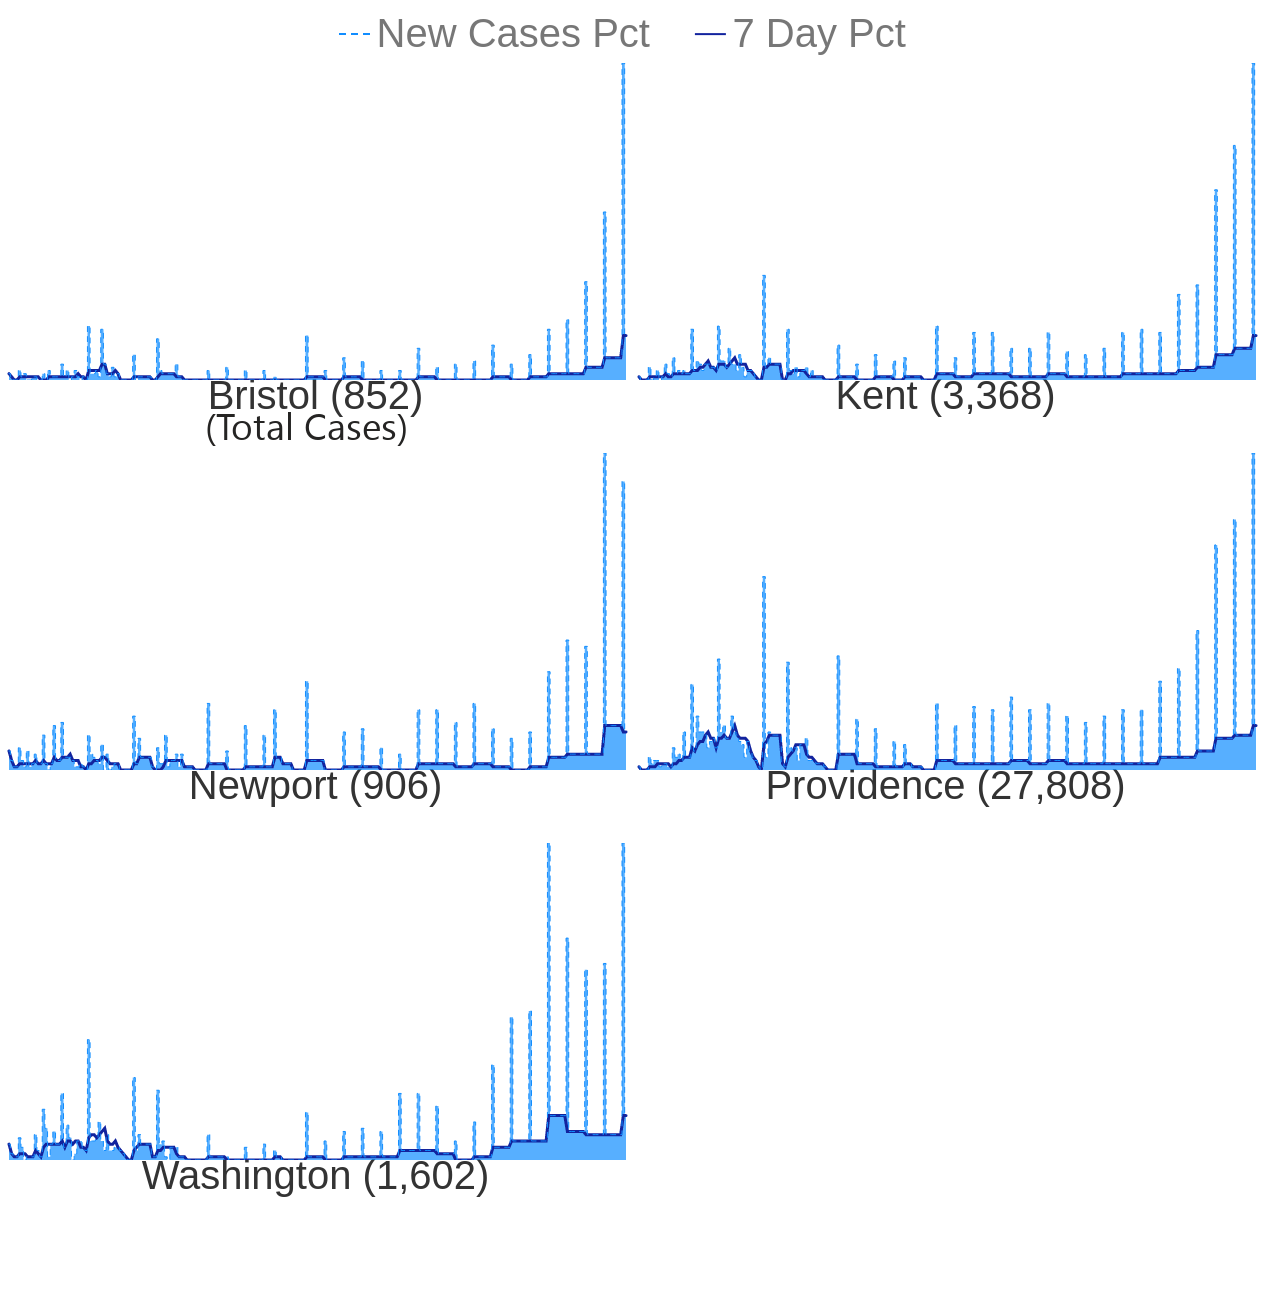 New Cases Pct 7 Day Pct
Bristol (852) Kent (3,368)
(Total Cases)
Newport (906) Providence (27,808)
Washington (1,602)